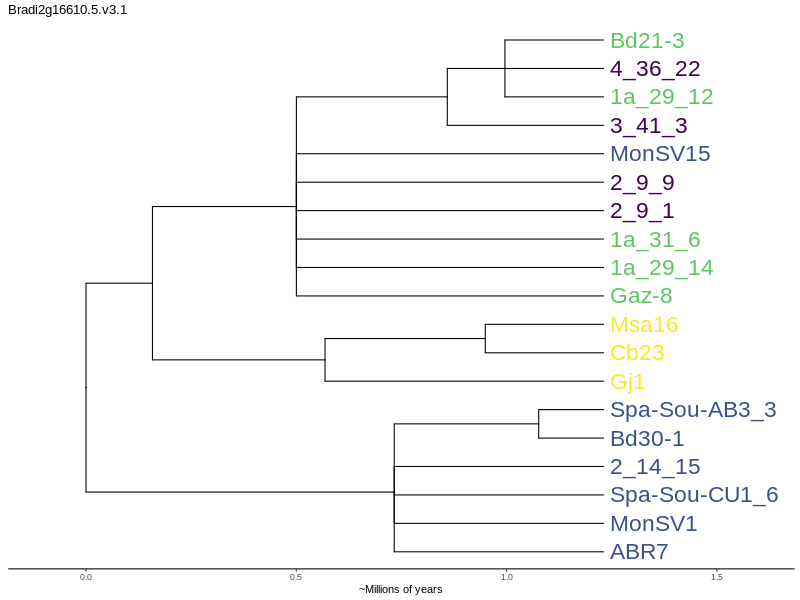 Bradi2g16610.5.v3.1
Bd21-3
4_36_22
1a_29_12
3_41_3
MonSV15
2_9_9
2_9_1
1a_31_6
1a_29_14
Gaz-8
Msa16
Cb23
Gj1
Spa-Sou-AB3_3
Bd30-1
2_14_15
Spa-Sou-CU1_6
MonSV1
ABR7
0.0 0.5 1.0 1.5
~Millions of years